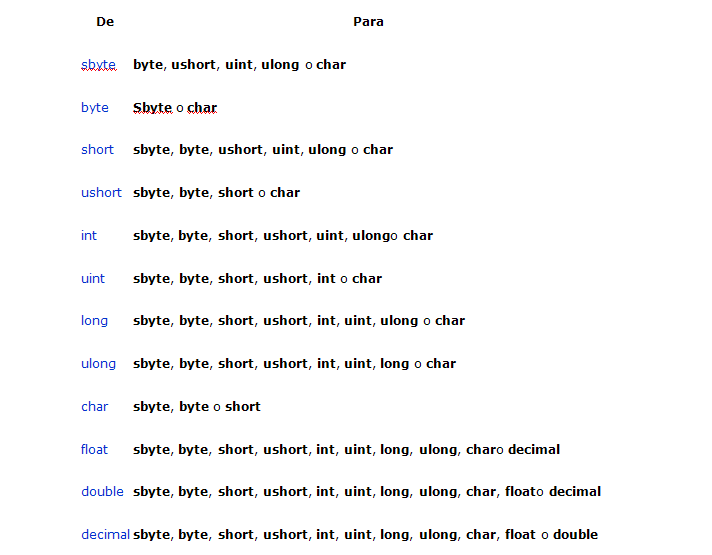 De Para
sbyte byte, ushort, uint, ulong o char
byte Sbyte o char
short sbyte, byte, ushort, uint, ulong o char
ushort sbyte, byte, short o char
int sbyte, byte, short, ushort, uint, ulongo char
uint sbyte, byte, short, ushort, int o char
long sbyte, byte, short, ushort, int, uint, ulong o char
ulong sbyte, byte, short, ushort, int, uint, long o char
char sbyte, byte o short
float sbyte, byte, short, ushort, int, uint, long, ulong, charo decimal
double sbyte, byte, short, ushort, int, uint, long, ulong, char, floato decimal
decimal sbyte, byte, short, ushort, int, uint, long, ulong, char, float o double